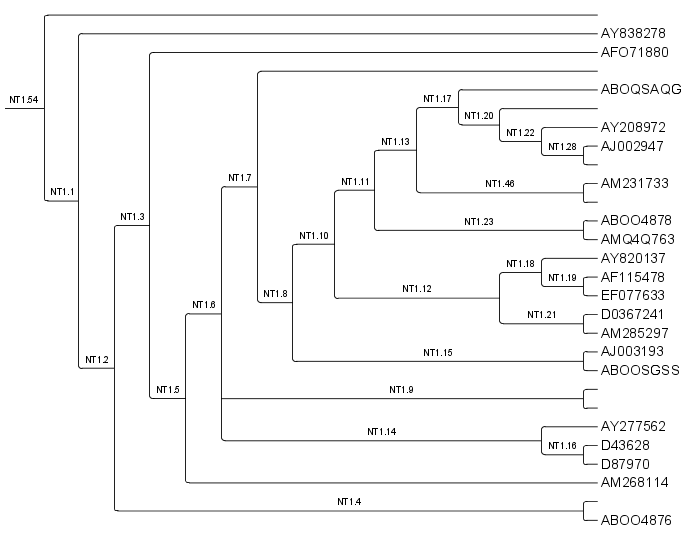 NT1.54
AY838278
AFO71880
ABOQSAQG
NT1.17
NT1.20
AY208972
NT1.22
NT1.13
AJ002947
NT1.28
NT1.7
NT1.11
AM231733
NT1.46
NT1.1
NT1.3
ABOO4878
NT1.23
NT1.10
AMQ4Q763
AY820137
NT1.18
AF115478
NT1.19
NT1.12
NT1.8
EF077633
NT1.6
D0367241
NT1.21
AM285297
AJ003193
NT1.15
NT1.2
ABOOSGSS
NT1.5
NT1.9
AY277562
NT1.14
D43628
NT1.16
D87970
AM268114
NT1.4
ABOO4876